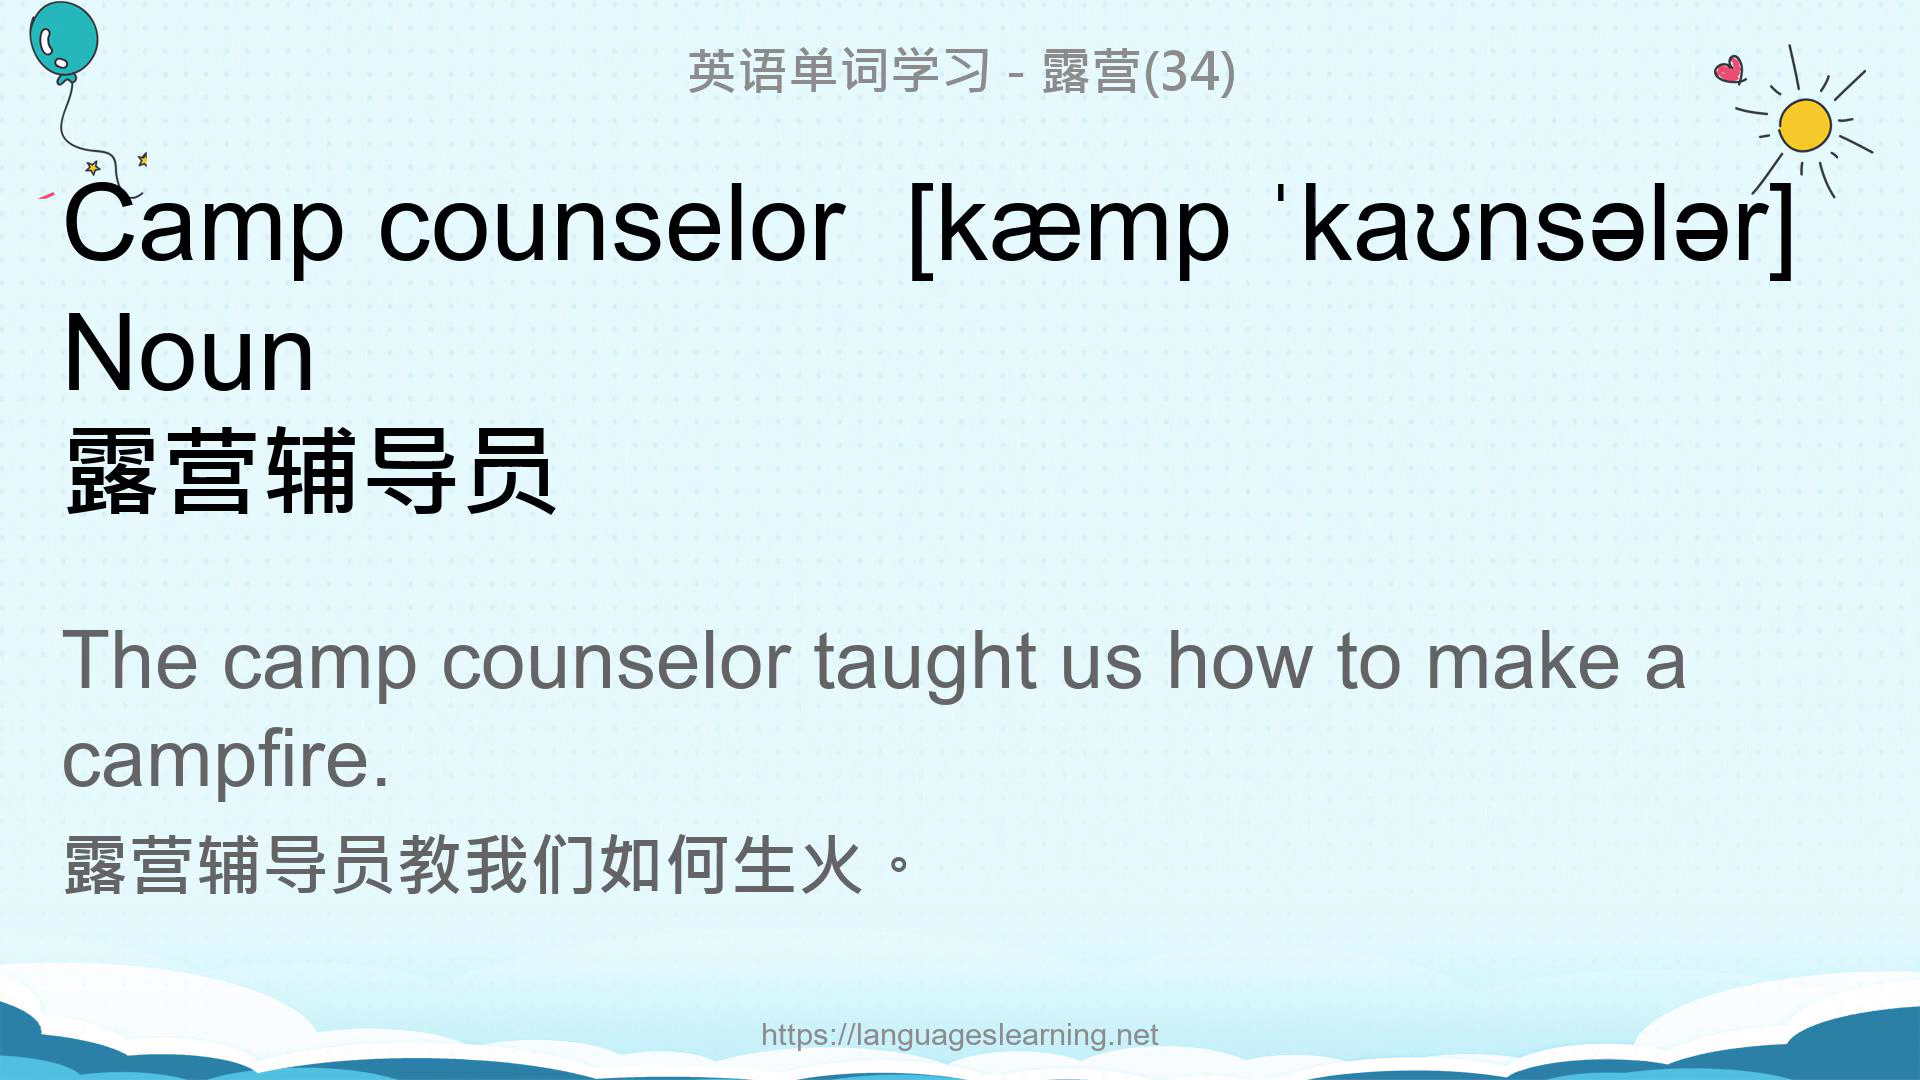 英语单词学习 - 露营(34)
Camp counselor [kæmp ˈkaʊnsələr]
Noun
露营辅导员
The camp counselor taught us how to make a
campfire.
露营辅导员教我们如何生火。
https://languageslearning.net